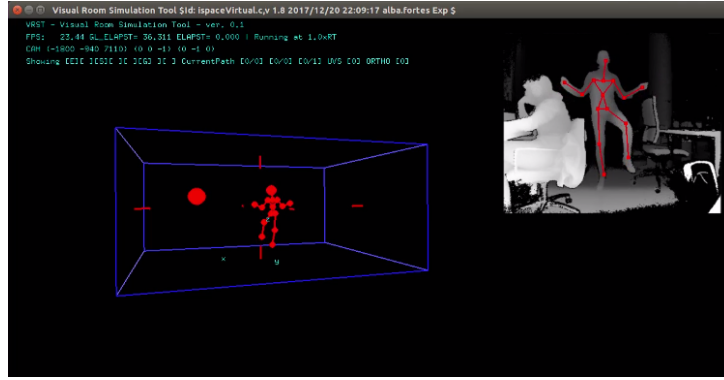 Visual Room Simulation Tool $Id: ispaceVirtual.c,v 1.8 2017/12/20 22:09:17 alba.fortes Exp $
VRST - Visual Room Simulation Tool - ver. 0.1
FPS: 23,44 GL_ELAPST= 36,311 ELAPST= 0.000 | Running at 1.0xRT
CAM (-1800 -840 7110) (0 0 -1) (0 -1 0)
Showing [E][ ][S][ ][ ][G][ ][ ] CurrentPath [0/0] [0/0] [0/1] UVS [0] ORTHO [0]
z
x y